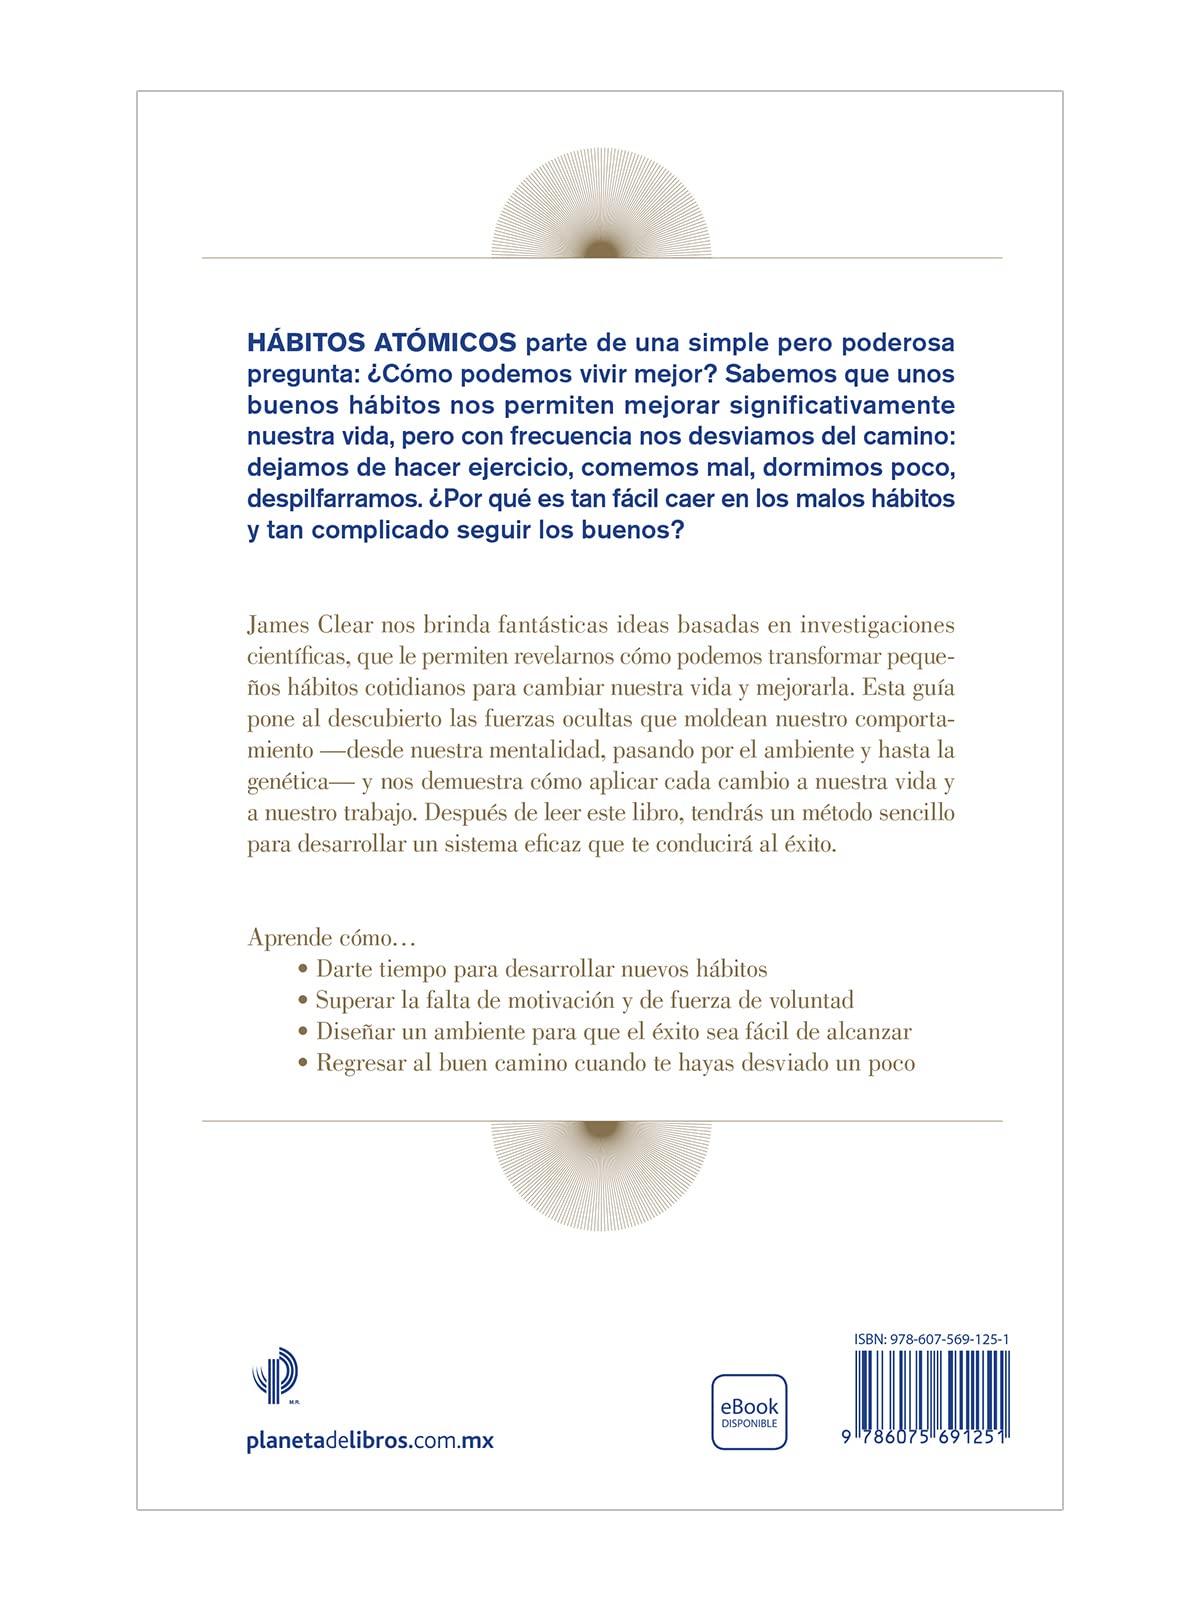 HÁBITOS ATÓMICOS parte de una simple pero poderosa
pregunta: ¿Cómo podemos vivir mejor? Sabemos que unos
buenos hábitos nos permiten mejorar significativamente
nuestra vida, pero con frecuencia nos desviamos del camino:
dejamos de hacer ejercicio, comemos mal, dormimos poco,
despilfarramos. ¿Por qué es tan fácil caer en los malos hábitos
y tan complicado seguir los buenos?
James Clear nos brinda fantásticas ideas basadas en investigaciones
científicas, que le permiten revelarnos cómo podemos transformar peque-
ños hábitos cotidianos para cambiar nuestra vida y mejorarla. Esta guía
pone al descubierto las fuerzas ocultas que moldean nuestro comporta-
miento —desde nuestra mentalidad, pasando por el ambiente y hasta la
genética— y nos demuestra cómo aplicar cada cambio a nuestra vida y
a nuestro trabajo. Después de leer este libro, tendrás un método sencillo
para desarrollar un sistema eficaz que te conducirá al éxito.
Aprende cómo…
• Darte tiempo para desarrollar nuevos hábitos
• Superar la falta de motivación y de fuerza de voluntad
• Diseñar un ambiente para que el éxito sea fácil de alcanzar
• Regresar al buen camino cuando te hayas desviado un poco
M.R.
planetadelibros.com.mx
eBook
DISPONIBLE
ISBN: 978-607-569-125-1
9 786075 691251